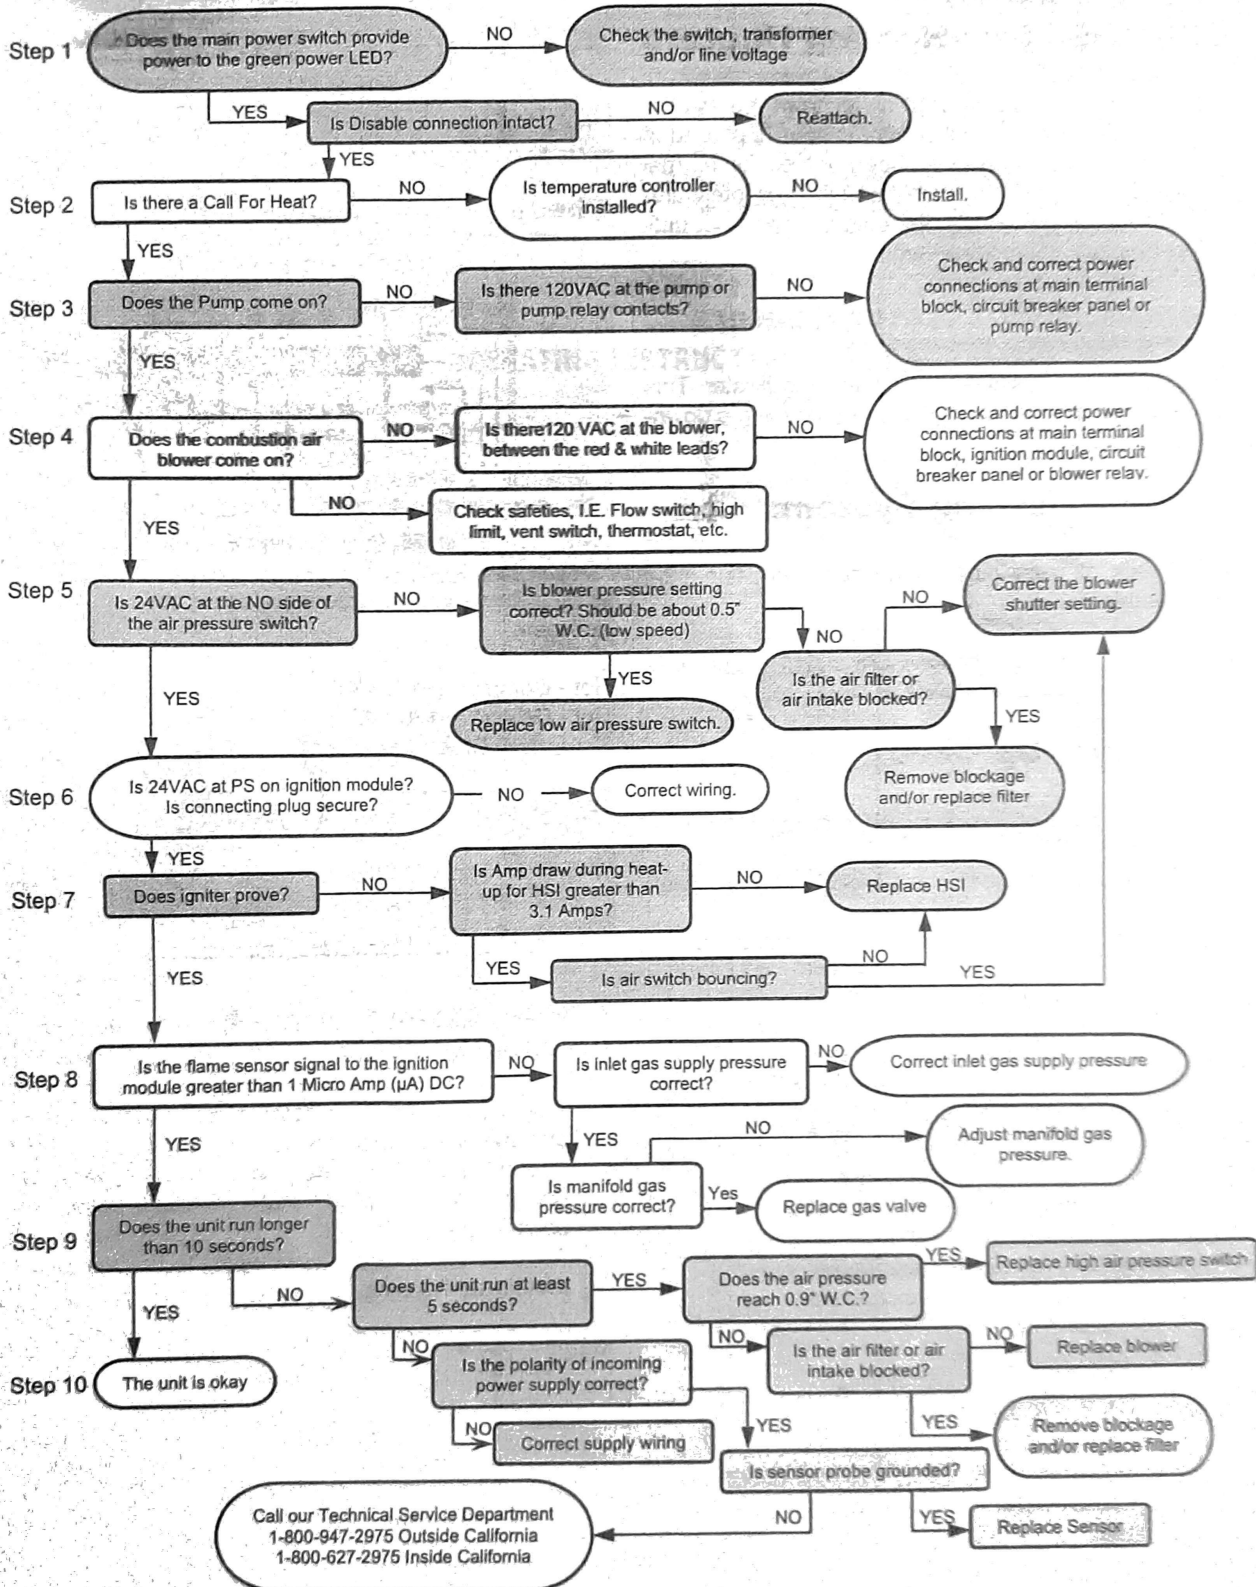 Step 1
Does the main power switch provide
power to the green power LED?
NO
Check the switch, transformer
and/or line voltage
YES
Is Disable connection intact?
NO
Reattach.
YES
Step 2
Is there a Call For Heat?
NO
Is temperature controller
installed?
NO
Install.
YES
Step 3
Does the Pump come on?
NO
Is there 120VAC at the pump or
pump relay contacts?
NO
Check and correct power
connections at main terminal
block, circuit breaker panel or
pump relay.
YES
Step 4
Does the combustion air
blower come on?
NO
Is there120 VAC at the blower,
between the red & white leads?
NO
Check and correct power
connections at main terminal
block, ignition module, circuit
breaker panel or blower relay.
NO
Check safeties, I.E. Flow switch, high
limit, vent switch, thermostat, etc.
YES
Step 5
Is 24VAC at the NO side of
the air pressure switch?
NO
Is blower pressure setting
correct? Should be about 0.5"
W.C. (low speed)
NO
Is the air filter or
air intake blocked?
NO
Correct the blower
shutter setting.
YES
Replace low air pressure switch.
YES
Remove blockage
and/or replace filter
YES
Step 6
Is 24VAC at PS on ignition module?
Is connecting plug secure?
NO
Correct wiring.
YES
Step 7
Does igniter prove?
NO
Is Amp draw during heat-
up for HSI greater than
3.1 Amps?
NO
Replace HSI
YES
Is air switch bouncing?
NO
YES
YES
Step 8
Is the flame sensor signal to the ignition
module greater than 1 Micro Amp (µA) DC?
NO
Is inlet gas supply pressure
correct?
NO
Correct inlet gas supply pressure
YES
Is manifold gas
pressure correct?
NO
Adjust manifold gas
pressure.
Yes
Replace gas valve
YES
Step 9
Does the unit run longer
than 10 seconds?
NO
Does the unit run at least
5 seconds?
YES
Does the air pressure
reach 0.9" W.C.?
YES
Replace high air pressure switch
NO
Is the air filter or air
intake blocked?
NO
Replace blower
YES
Remove blockage
and/or replace filter
NO
Is the polarity of incoming
power supply correct?
NO
Correct supply wiring
YES
Is sensor probe grounded?
YES
Replace Sensor
NO
Call our Technical Service Department
1-800-947-2975 Outside California
1-800-627-2975 Inside California
YES
Step 10
The unit is okay